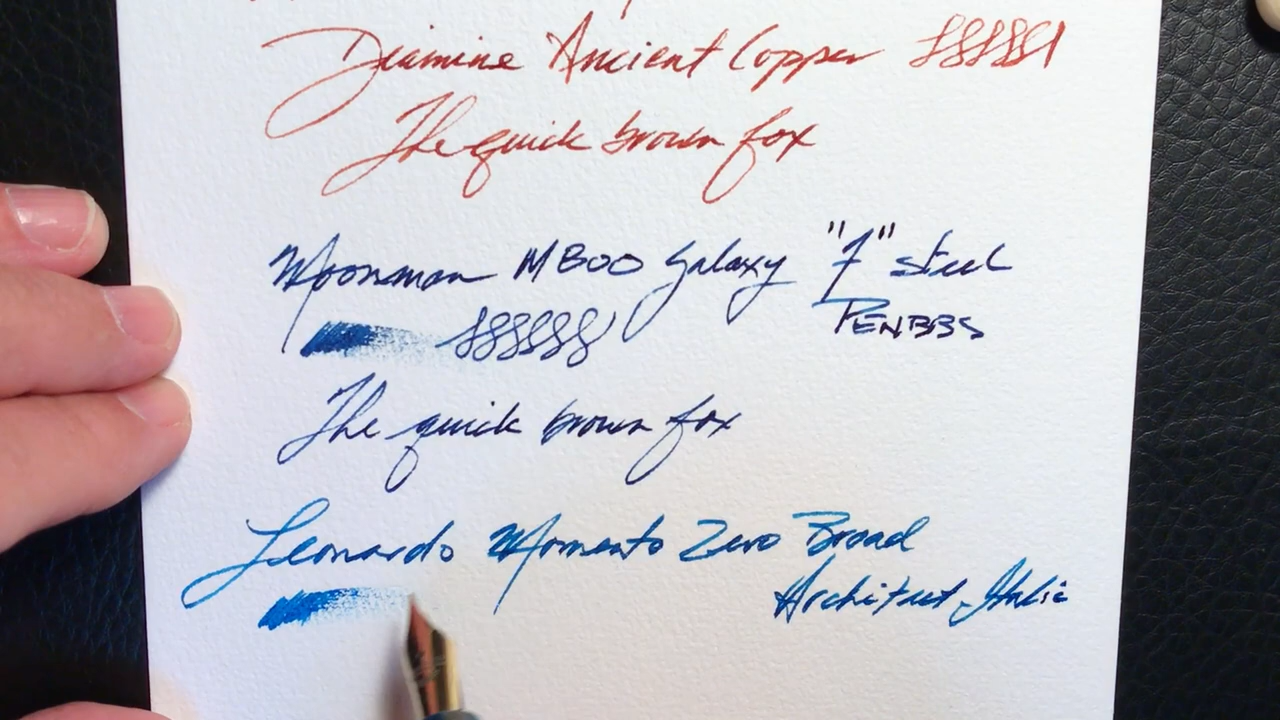 Diamine Ancient Copper
The quick brown fox
Moonman M800 Galaxy "f" steel
PENBBS
The quick brown fox
Leonardo Momento Zero Broad
Architect Italic